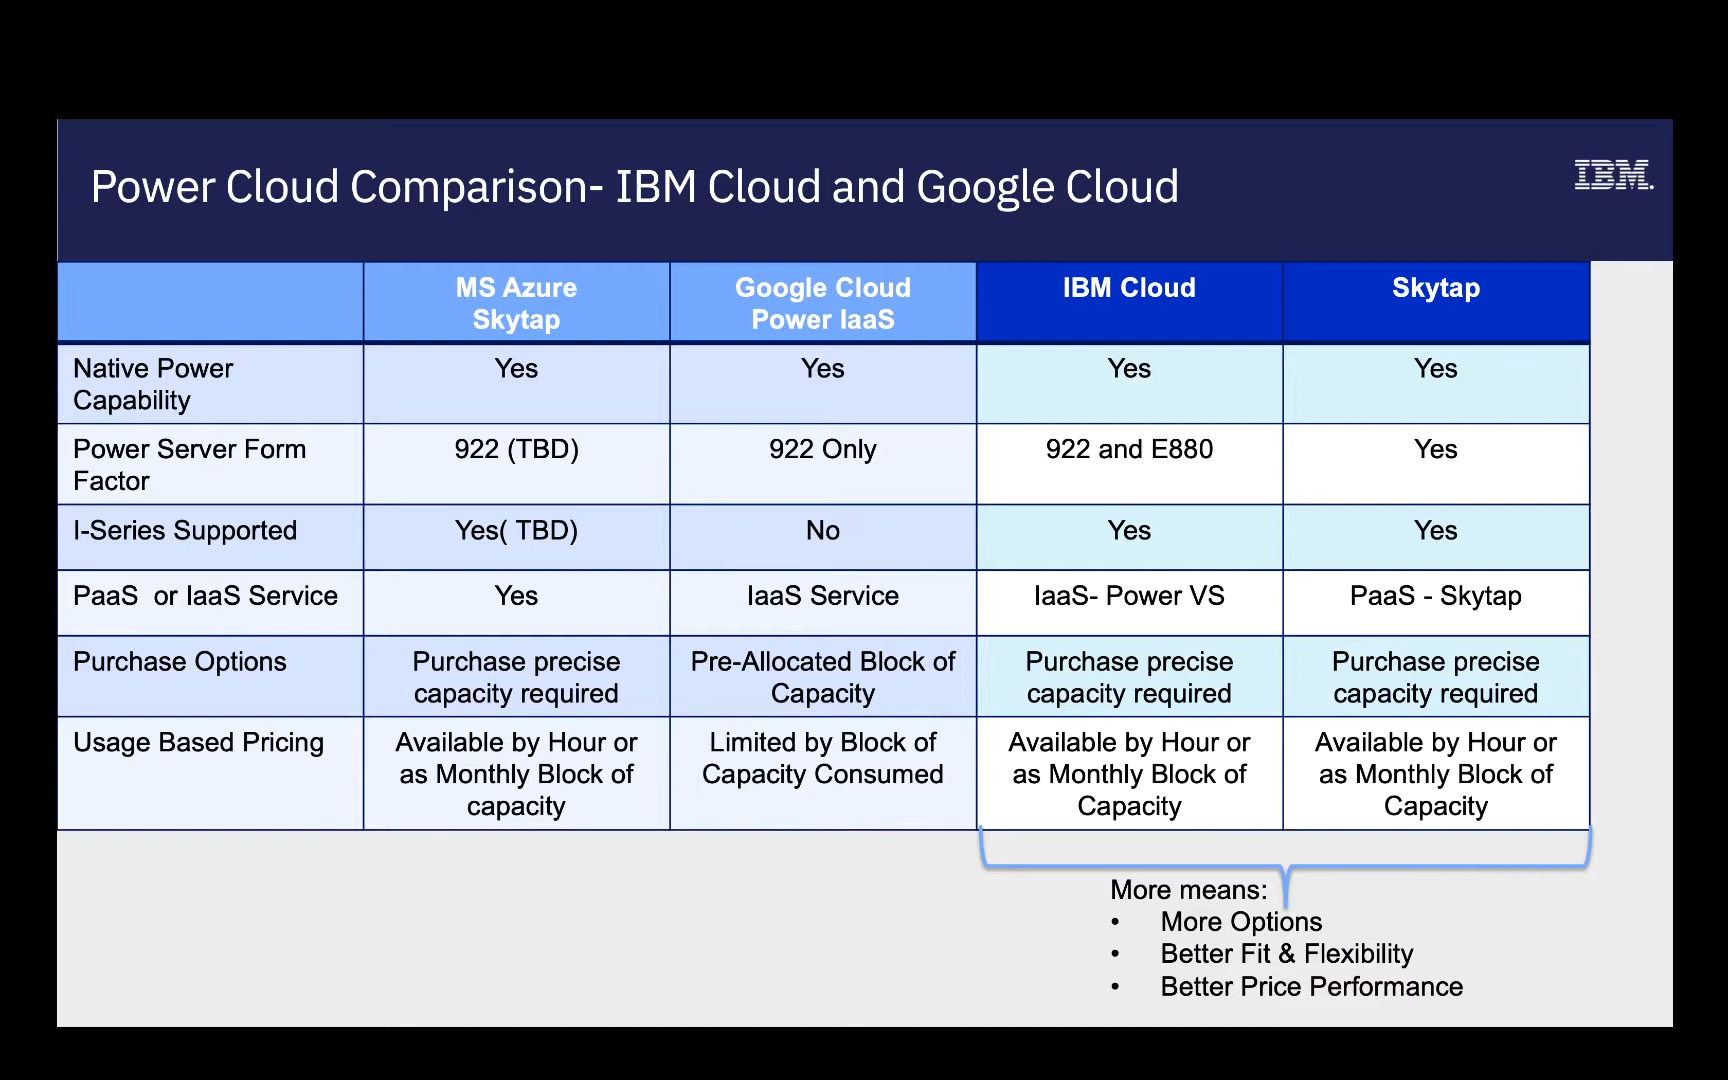 Power Cloud Comparison- IBM Cloud and Google Cloud
IBM.
MS Azure
Skytap
Google Cloud
Power IaaS
IBM Cloud
Skytap
Native Power
Capability
Yes
Yes
Yes
Yes
Power Server Form
Factor
922 (TBD)
922 Only
922 and E880
Yes
I-Series Supported
Yes( TBD)
No
Yes
Yes
PaaS  or IaaS Service
Yes
IaaS Service
IaaS- Power VS
PaaS - Skytap
Purchase Options
Purchase precise
capacity required
Pre-Allocated Block of
Capacity
Purchase precise
capacity required
Purchase precise
capacity required
Usage Based Pricing
Available by Hour or
as Monthly Block of
capacity
Limited by Block of
Capacity Consumed
Available by Hour or
as Monthly Block of
Capacity
Available by Hour or
as Monthly Block of
Capacity
More means:
• More Options
• Better Fit & Flexibility
• Better Price Performance